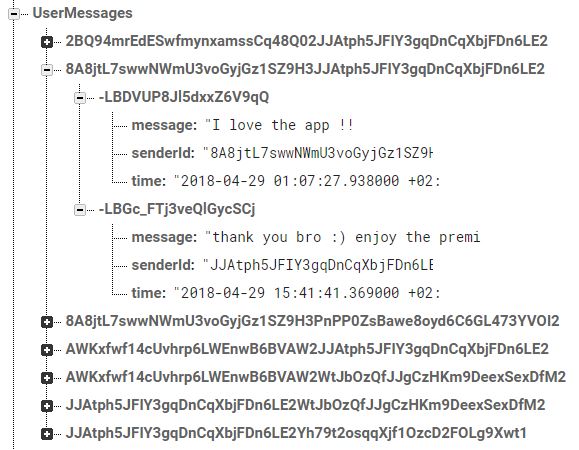 UserMessages
2BQ94mrEdESwfmynxamssCq48Q02JJAtph5JFIY3gqDnCqXbjFDn6LE2
8A8jtL7swwNWmU3voGyjGz1SZ9H3JJAtph5JFIY3gqDnCqXbjFDn6LE2
-LBDVUP8Jl5dxxZ6V9qQ
message: "I love the app !!
senderId: "8A8jtL7swwNWmU3voGyjGz1SZ9H
time: "2018-04-29 01:07:27.938000 +02:
-LBGc_FTj3veQlGycSCj
message: "thank you bro :) enjoy the premi
senderId: "JJAtph5JFIY3gqDnCqXbjFDn6LE
time: "2018-04-29 15:41:41.369000 +02:
8A8jtL7swwNWmU3voGyjGz1SZ9H3PnPP0ZsBawe8oyd6C6GL473YVOI2
AWKxfwf14cUvhrp6LWEnwB6BVAW2JJAtph5JFIY3gqDnCqXbjFDn6LE2
AWKxfwf14cUvhrp6LWEnwB6BVAW2WtJbOzQfJJgCzHKm9DeexSexDfM2
JJAtph5JFIY3gqDnCqXbjFDn6LE2WtJbOzQfJJgCzHKm9DeexSexDfM2
JJAtph5JFIY3gqDnCqXbjFDn6LE2Yh79t2osqqXjf1OzcD2FOLg9Xwt1